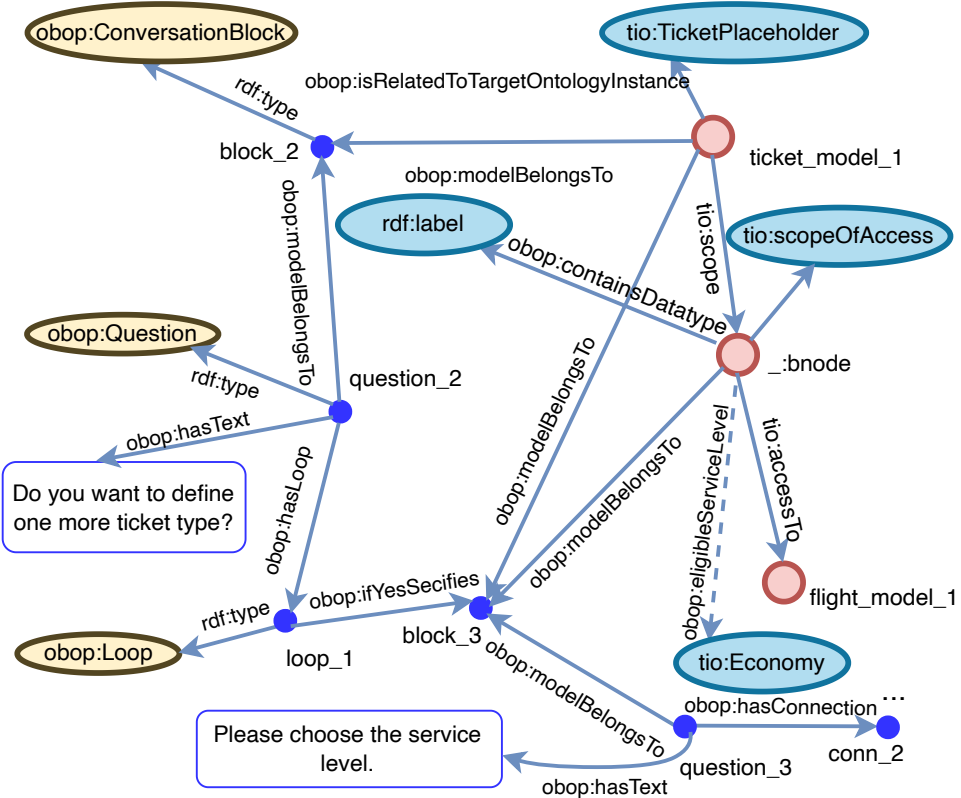 obop:ConversationBlock
tio:TicketPlaceholder
rdf:type
obop:isRelatedToTargetOntologyInstance
block_2
ticket_model_1
obop:modelBelongsTo
obop:modelBelongsTo
rdf:label
tio:scope
tio:scopeOfAccess
obop:containsDatatype
obop:Question
rdf:type
question_2
_:bnode
obop:hasText
obop:modelBelongsTo
obop:eligibleServiceLevel
tio:accessTo
Do you want to define
one more ticket type?
obop:hasLoop
obop:modelBelongsTo
rdf:type
obop:ifYesSecifies
flight_model_1
obop:Loop
loop_1
block_3
tio:Economy
obop:modelBelongsTo
obop:hasConnection
...
Please choose the service
level.
question_3
conn_2
obop:hasText